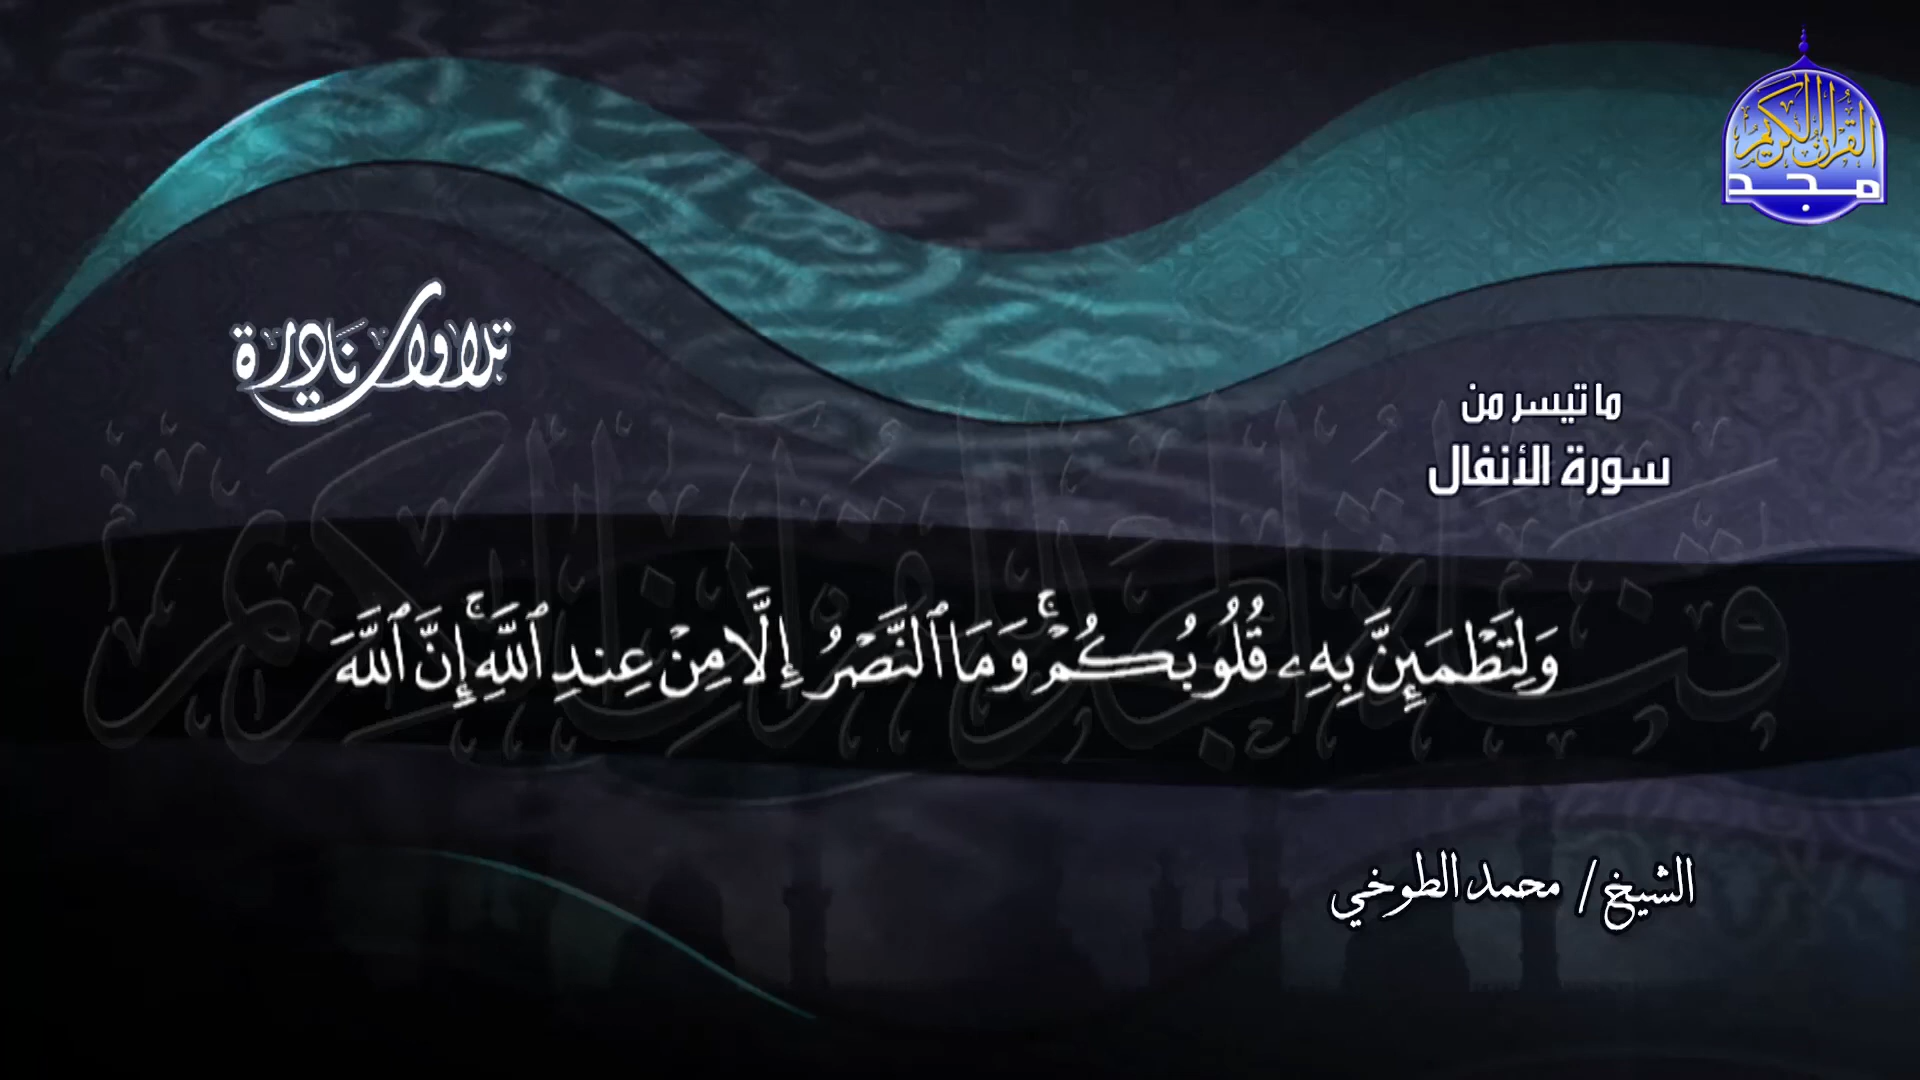 القرآن الكريم
مجد
تلاوات نادرة
ما تيسر من
سورة الأنفال
وَلِتَطْمَئِنَّ بِهِۦ قُلُوبُكُمْ ۚ وَمَا ٱلنَّصْرُ إِلَّا مِنْ عِندِ ٱللَّهِ ۚ إِنَّ ٱللَّهَ
الشيخ / محمد الطوخي